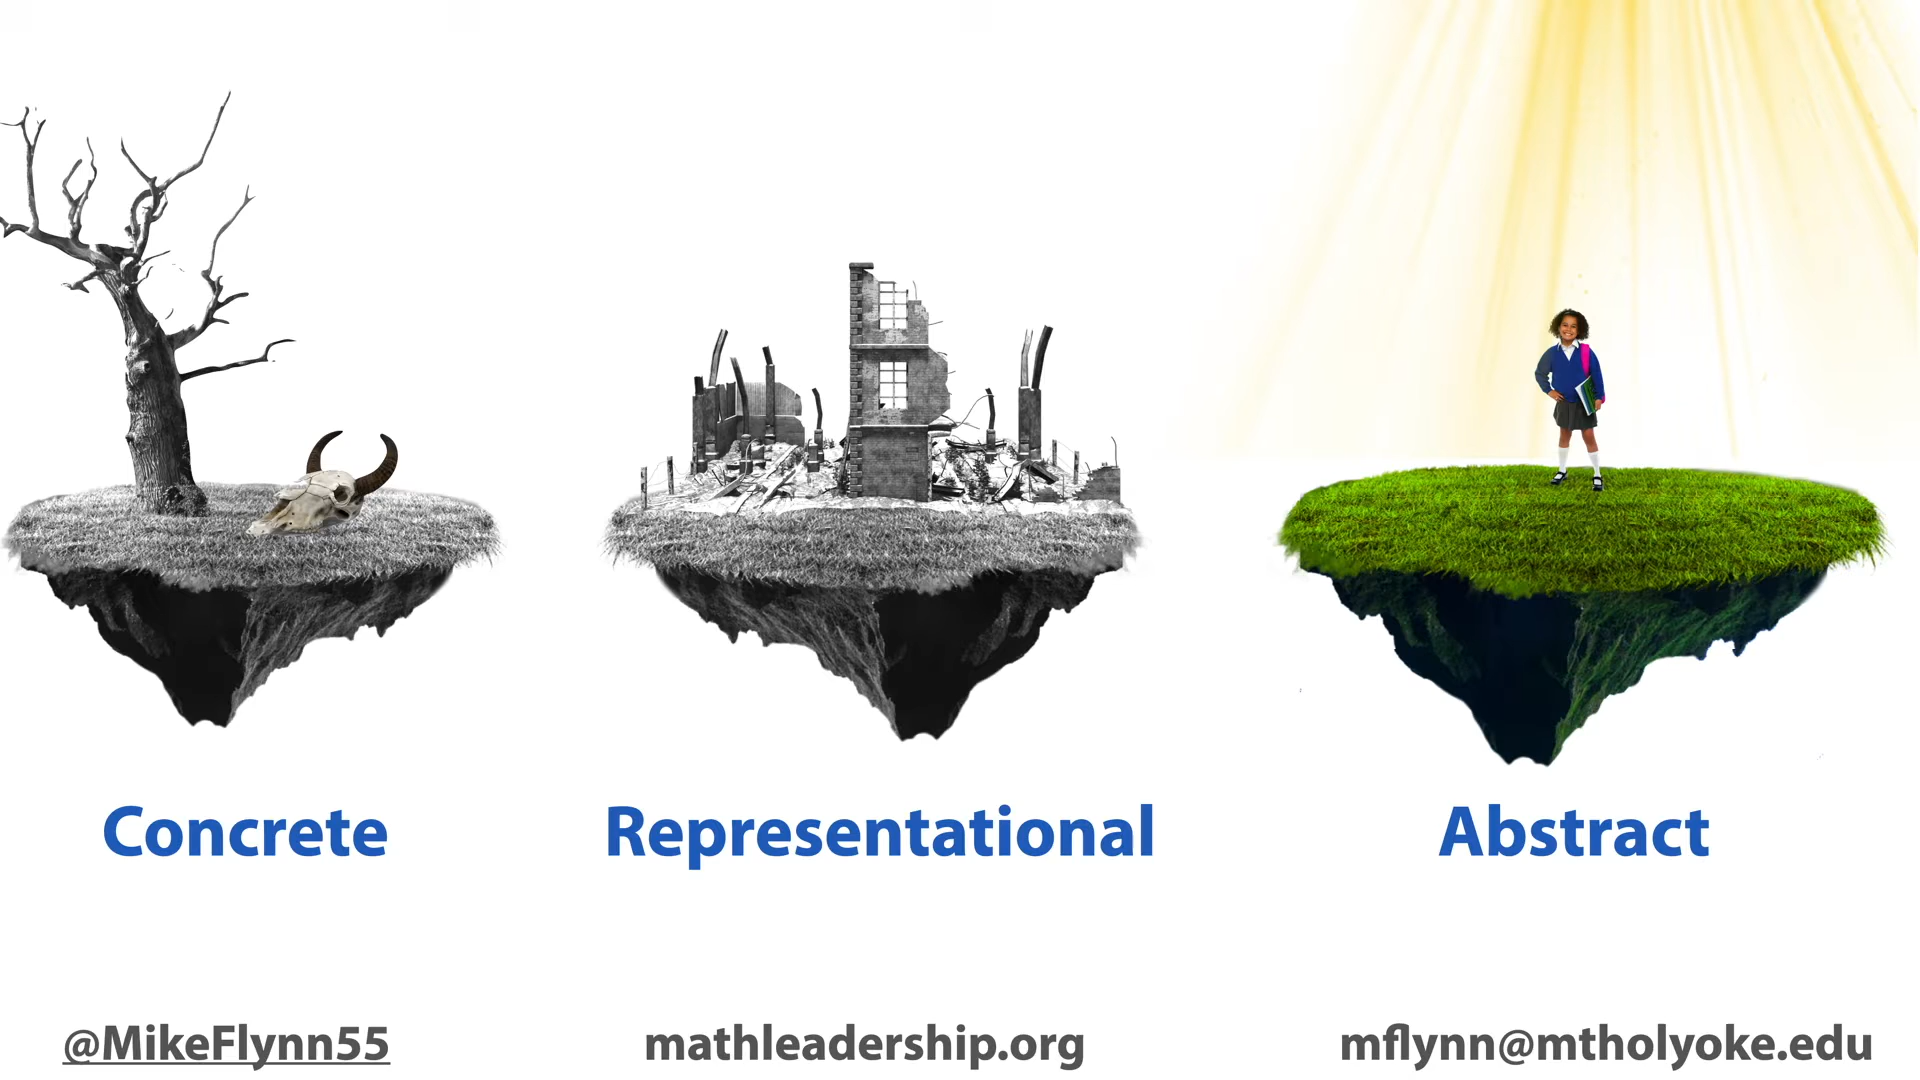 Concrete
Representational
Abstract
@MikeFlynn55
mathleadership.org
mflynn@mtholyoke.edu